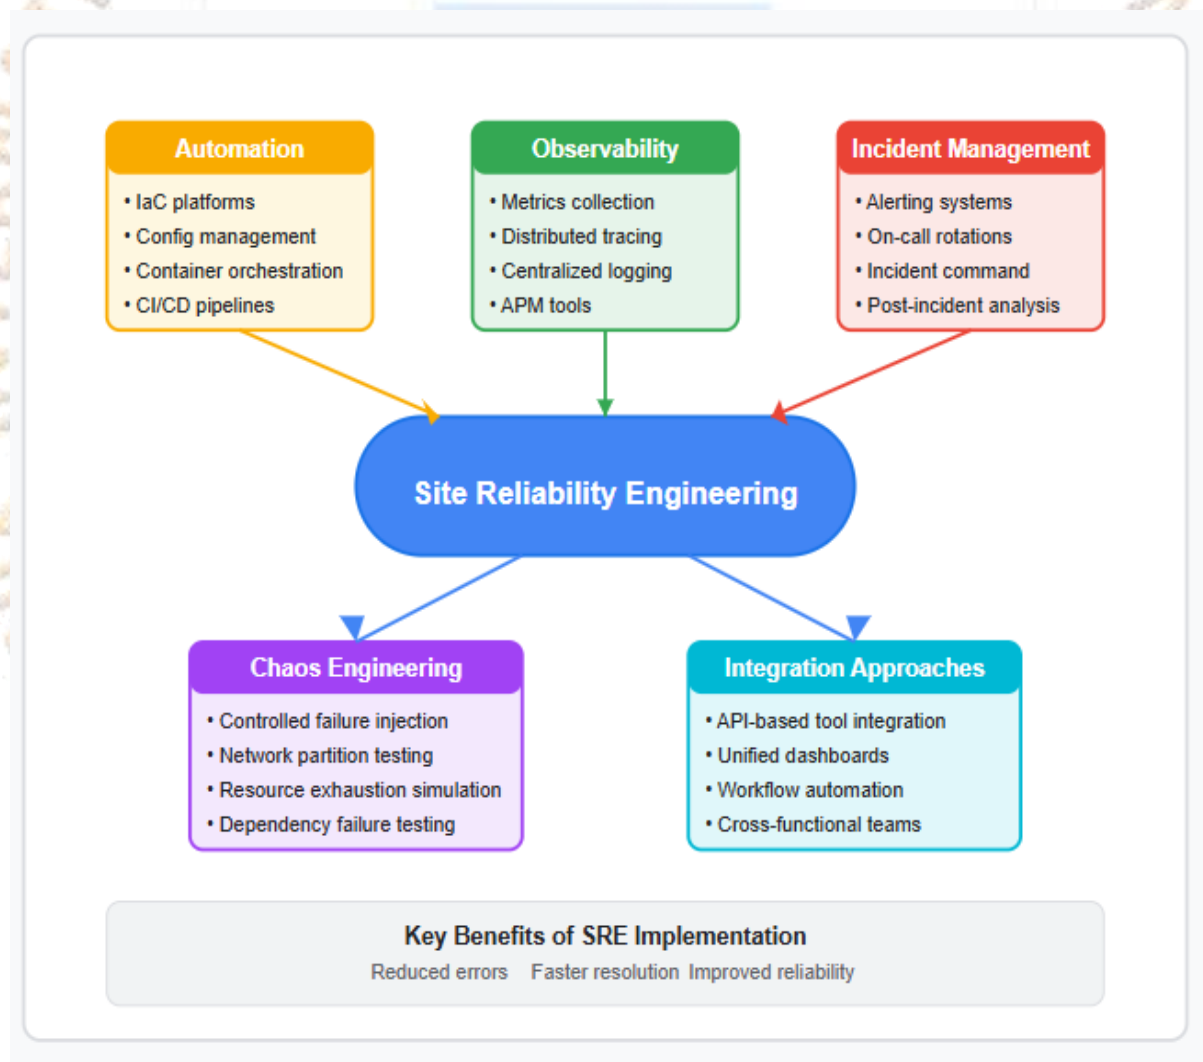 Automation
• IaC platforms
• Config management
• Container orchestration
• CI/CD pipelines
Observability
• Metrics collection
• Distributed tracing
• Centralized logging
• APM tools
Incident Management
• Alerting systems
• On-call rotations
• Incident command
• Post-incident analysis
Site Reliability Engineering
Chaos Engineering
• Controlled failure injection
• Network partition testing
• Resource exhaustion simulation
• Dependency failure testing
Integration Approaches
• API-based tool integration
• Unified dashboards
• Workflow automation
• Cross-functional teams
Key Benefits of SRE Implementation
Reduced errors Faster resolution Improved reliability